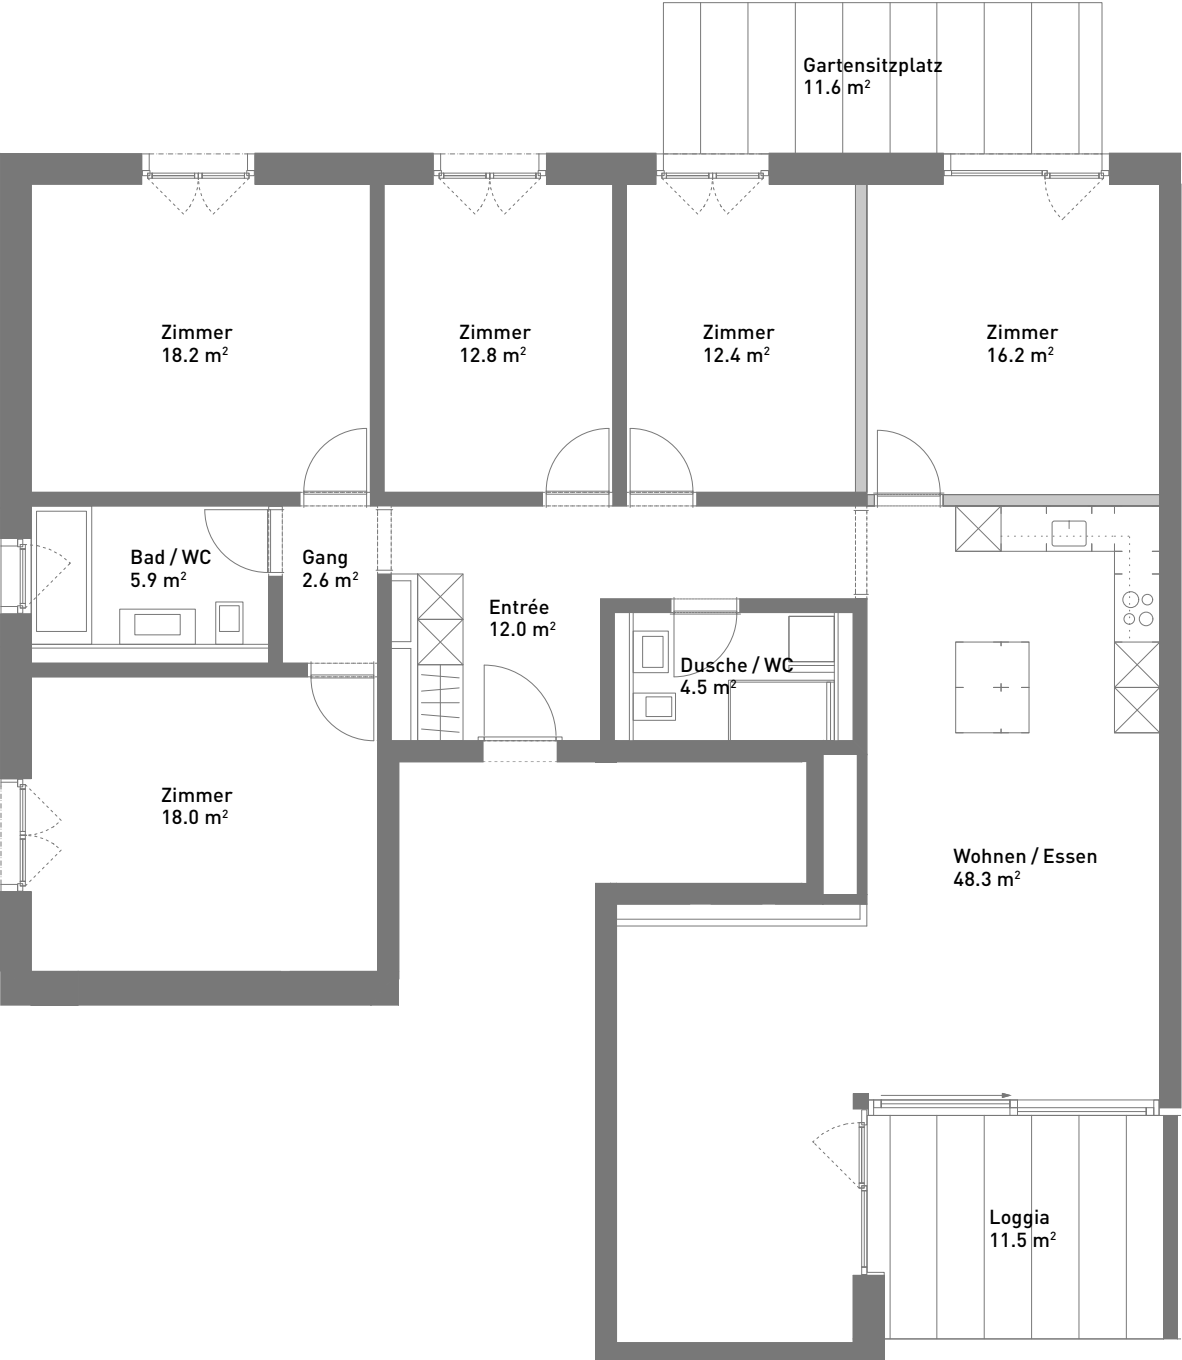 Gartensitzplatz
11.6 m²
Zimmer
18.2 m²
Zimmer
12.8 m²
Zimmer
12.4 m²
Zimmer
16.2 m²
Bad / WC
5.9 m²
Gang
2.6 m²
Entrée
12.0 m²
Dusche / WC
4.5 m²
Zimmer
18.0 m²
Wohnen / Essen
48.3 m²
Loggia
11.5 m²